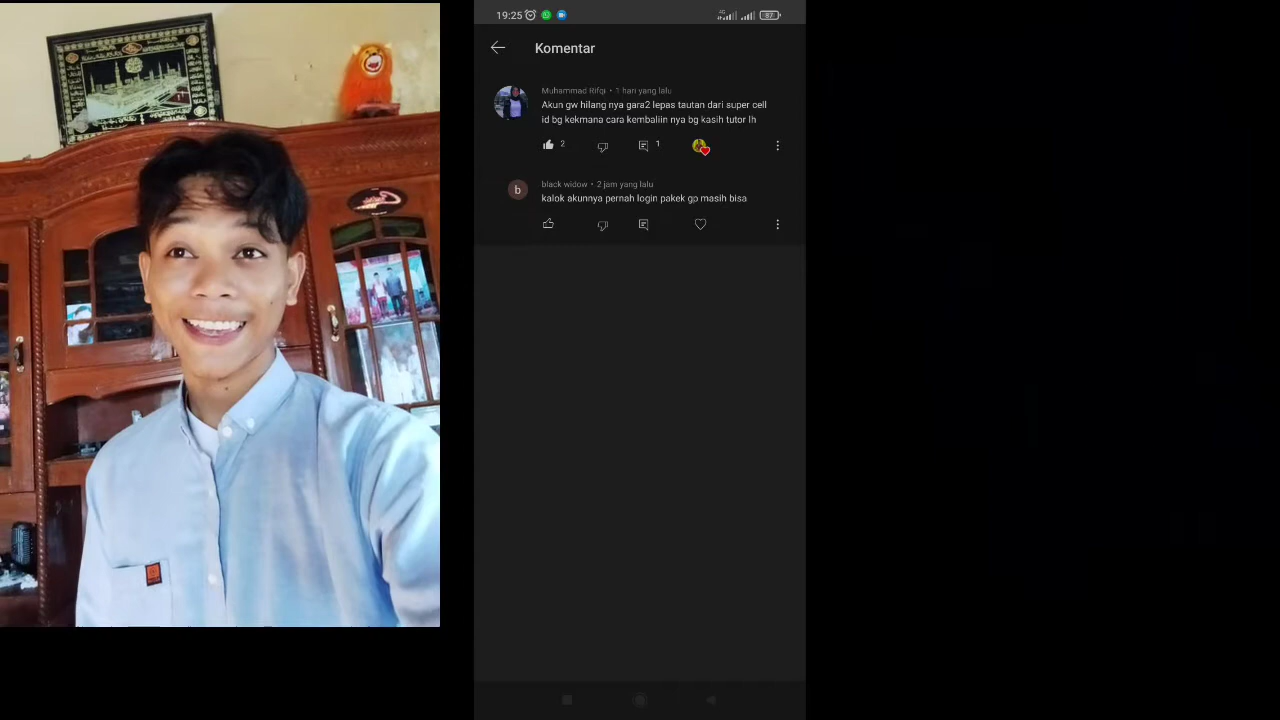 19:25
4G
87
Komentar
Muhammad Rifqi • 1 hari yang lalu
Akun gw hilang nya gara2 lepas tautan dari super cell
id bg kekmana cara kembaliin nya bg kasih tutor lh
2
1
b
black widow • 2 jam yang lalu
kalok akunnya pernah login pakek gp masih bisa